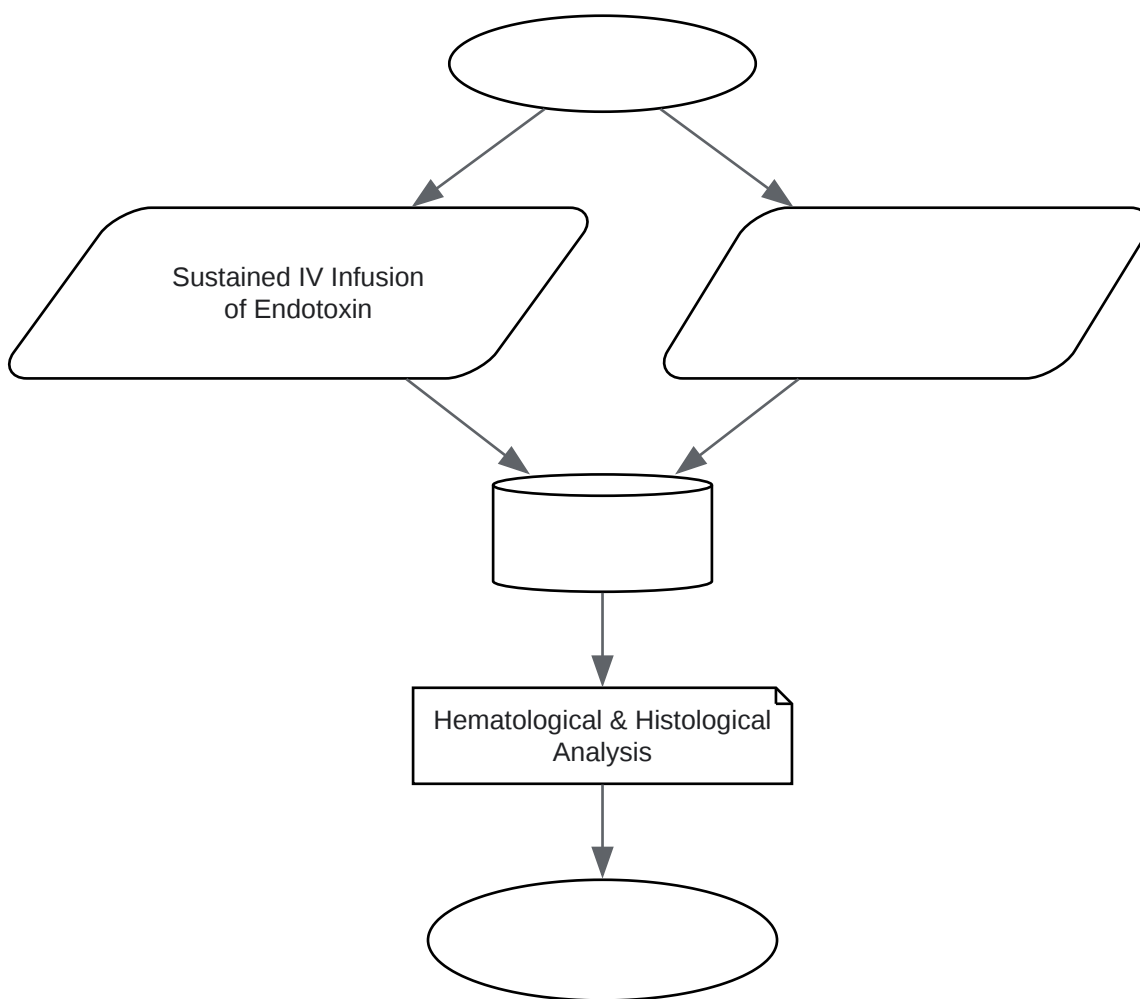 Sustained IV Infusion
of Endotoxin
Hematological & Histological
Analysis